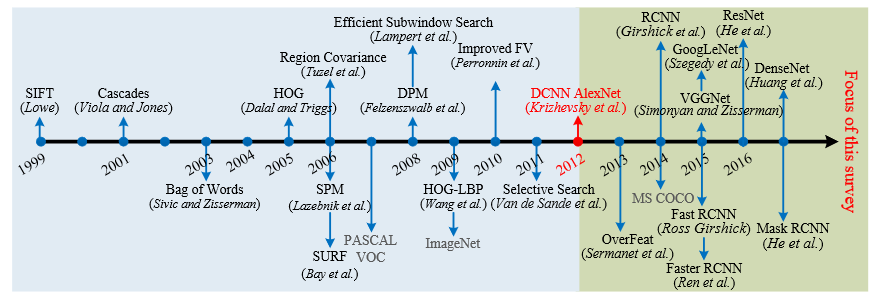 Efficient Subwindow Search
(Lampert et al.)
RCNN
(Girshick et al.)
ResNet
(He et al.)
Region Covariance
(Tuzel et al.)
Improved FV
(Perronnin et al.)
GoogLeNet
(Szegedy et al.)
DenseNet
(Huang et al.)
SIFT
(Lowe)
Cascades
(Viola and Jones)
HOG
(Dalal and Triggs)
DPM
(Felzenszwalb et al.)
DCNN AlexNet
(Krizhevsky et al.)
VGGNet
(Simonyan and Zisserman)
Focus of this survey
1999
2001
2003
2004
2005
2006
2008
2009
2010
2011
2012
2013
2014
2015
2016
Bag of Words
(Sivic and Zisserman)
SPM
(Lazebnik et al.)
HOG-LBP
(Wang et al.)
Selective Search
(Van de Sande et al.)
MS COCO
Fast RCNN
(Ross Girshick)
Mask RCNN
(He et al.)
PASCAL
VOC
ImageNet
OverFeat
(Sermanet et al.)
SURF
(Bay et al.)
Faster RCNN
(Ren et al.)